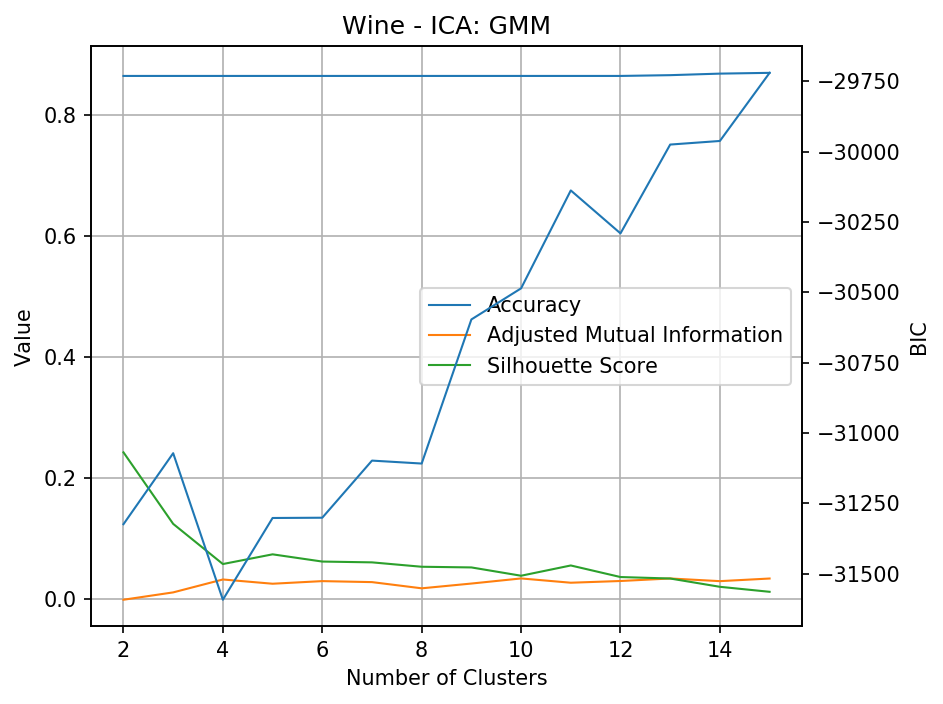 Wine - ICA: GMM
Value
0.8
0.6
0.4
0.2
0.0
−29750
−30000
−30250
−30500
−30750
−31000
−31250
−31500
BIC
Accuracy
Adjusted Mutual Information
Silhouette Score
2 4 6 8 10 12 14
Number of Clusters